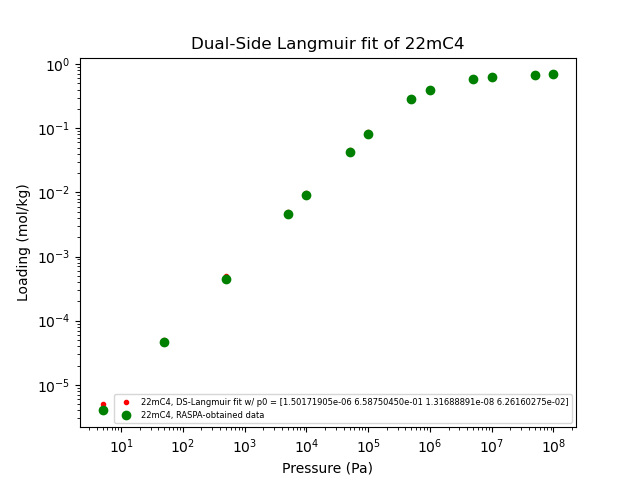 Dual-Side Langmuir fit of 22mC4
10^0
10^-1
10^-2
10^-3
10^-4
10^-5
Loading (mol/kg)
22mC4, DS-Langmuir fit w/ p0 = [1.50171905e-06 6.58750450e-01 1.31688891e-08 6.26160275e-02]
22mC4, RASPA-obtained data
10^1 10^2 10^3 10^4 10^5 10^6 10^7 10^8
Pressure (Pa)